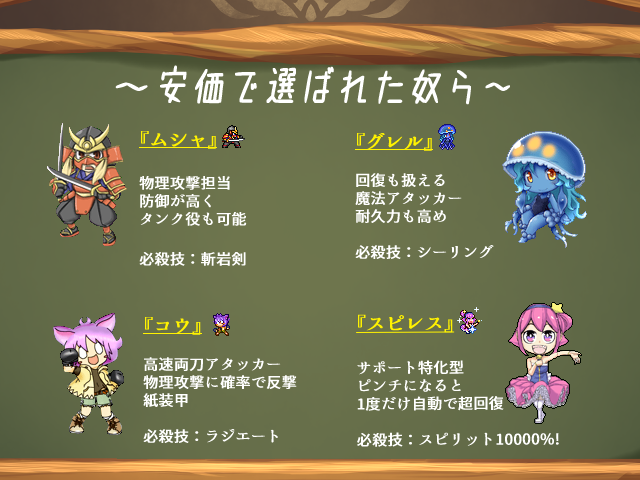 ～安価で選ばれた奴ら～
『ムシャ』
物理攻撃担当
防御が高く
タンク役も可能
必殺技：斬岩剣
『グレル』
回復も扱える
魔法アタッカー
耐久力も高め
必殺技：シーリング
『コウ』
高速両刀アタッカー
物理攻撃に確率で反撃
紙装甲
必殺技：ラジエート
『スピレス』
サポート特化型
ピンチになると
1度だけ自動で超回復
必殺技：スピリット10000%!